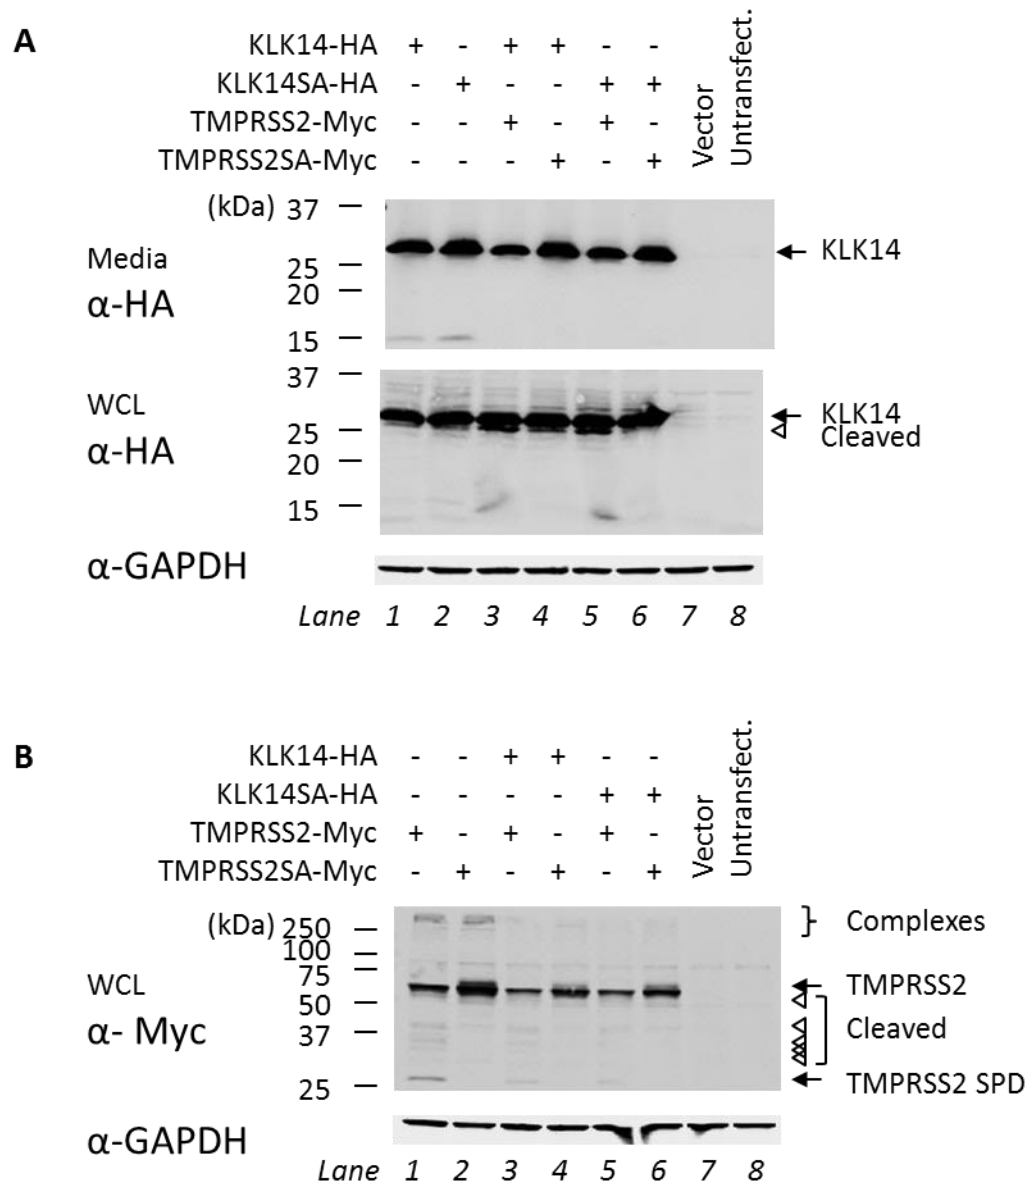 A
KLK14-HA + - + + - -
KLK14SA-HA - + - - + +
TMPRSS2-Myc - - + - + -
TMPRSS2SA-Myc - - - + - +
Vector
Untransfect.
(kDa) 37
Media
α-HA
25
20
15
KLK14
37
WCL
α-HA
25
20
15
KLK14
Cleaved
α-GAPDH
Lane 1 2 3 4 5 6 7 8
B
KLK14-HA - - + + - -
KLK14SA-HA - - - - + +
TMPRSS2-Myc + - + - + -
TMPRSS2SA-Myc - + - + - +
Vector
Untransfect.
(kDa) 250
100
75
50
37
25
WCL
α- Myc
Complexes
TMPRSS2
Cleaved
TMPRSS2 SPD
α-GAPDH
Lane 1 2 3 4 5 6 7 8